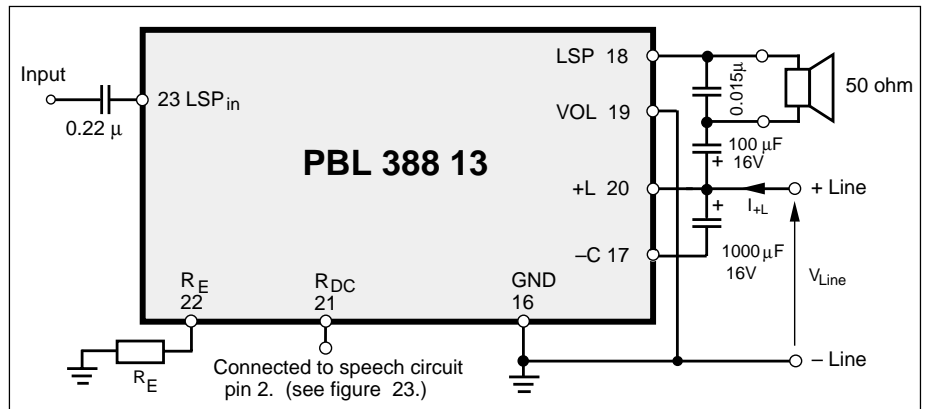 LSP 18
Input
0.015µ
50 ohm
23 LSPin
VOL 19
0.22 µ
100 µF
+ 16V
PBL 388 13
+L 20
+ Line
+
I+L
1000 µF
16V
–C 17
VLine
RE
22
RDC
21
GND
16
RE
Connected to speech circuit
pin 2. (see figure 23.)
– Line